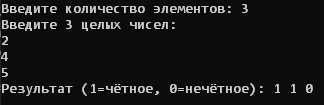 Введите количество элементов: 3
Введите 3 целых чисел:
2
4
5
Результат (1=чётное, 0=нечётное): 1 1 0